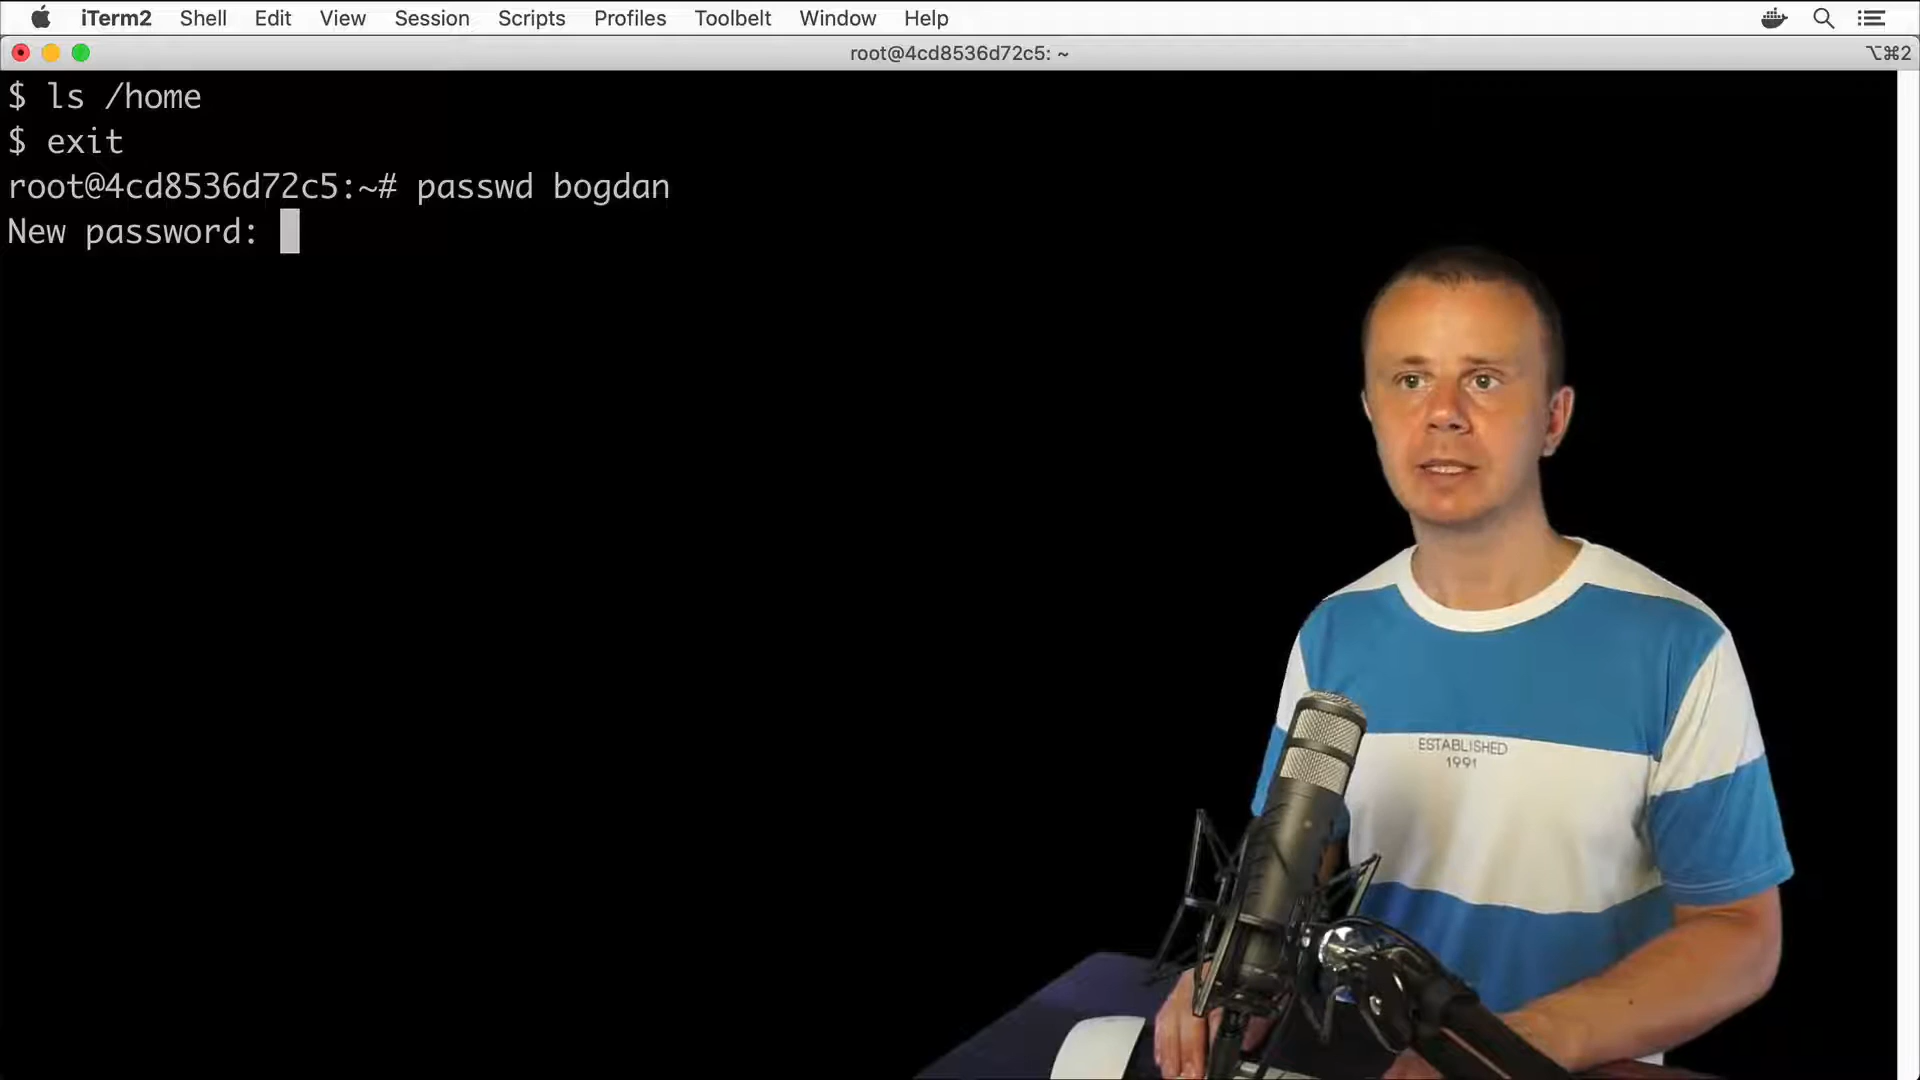 iTerm2 Shell Edit View Session Scripts Profiles Toolbelt Window Help
root@4cd8536d72c5: ~ ⌥⌘2
$ ls /home
$ exit
root@4cd8536d72c5:~# passwd bogdan
New password:
ESTABLISHED
1991